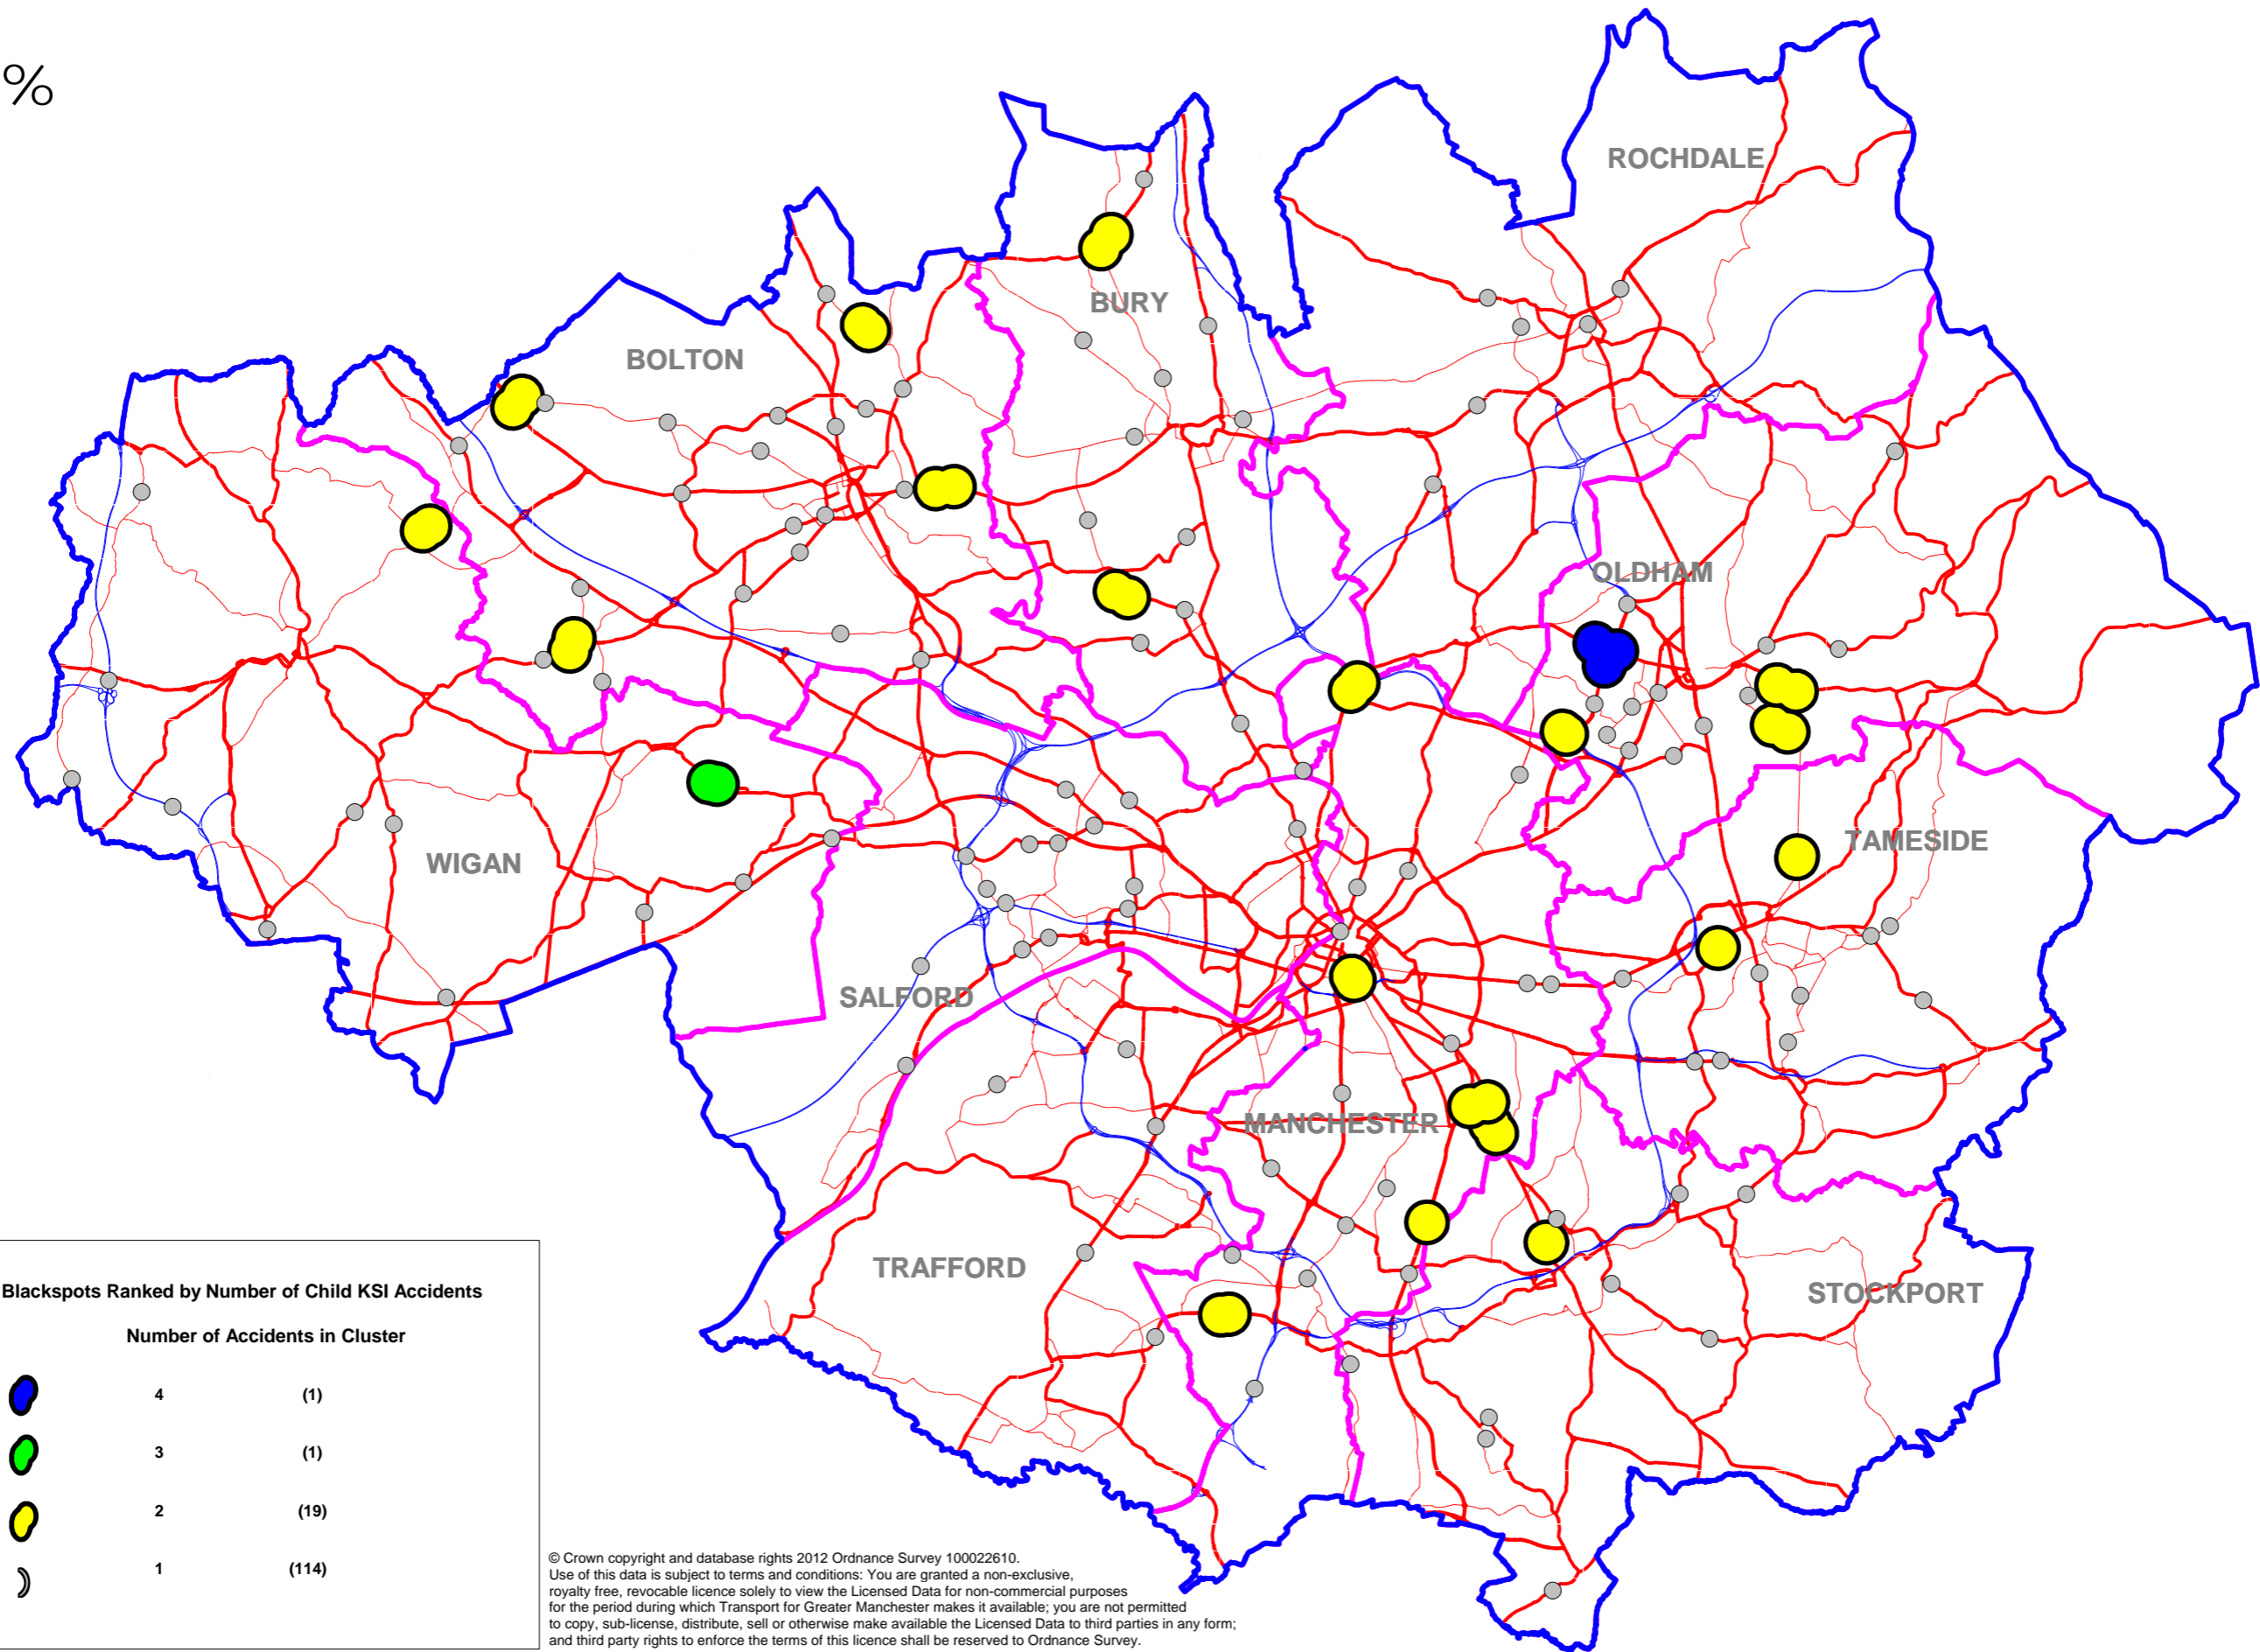 %
ROCHDALE
BURY
BOLTON
OLDHAM
TAMESIDE
WIGAN
SALFORD
MANCHESTER
TRAFFORD
STOCKPORT
Blackspots Ranked by Number of Child KSI Accidents
Number of Accidents in Cluster
4 (1)
3 (1)
2 (19)
1 (114)
© Crown copyright and database rights 2012 Ordnance Survey 100022610.
Use of this data is subject to terms and conditions: You are granted a non-exclusive,
royalty free, revocable licence solely to view the Licensed Data for non-commercial purposes
for the period during which Transport for Greater Manchester makes it available; you are not permitted
to copy, sub-license, distribute, sell or otherwise make available the Licensed Data to third parties in any form;
and third party rights to enforce the terms of this licence shall be reserved to Ordnance Survey.